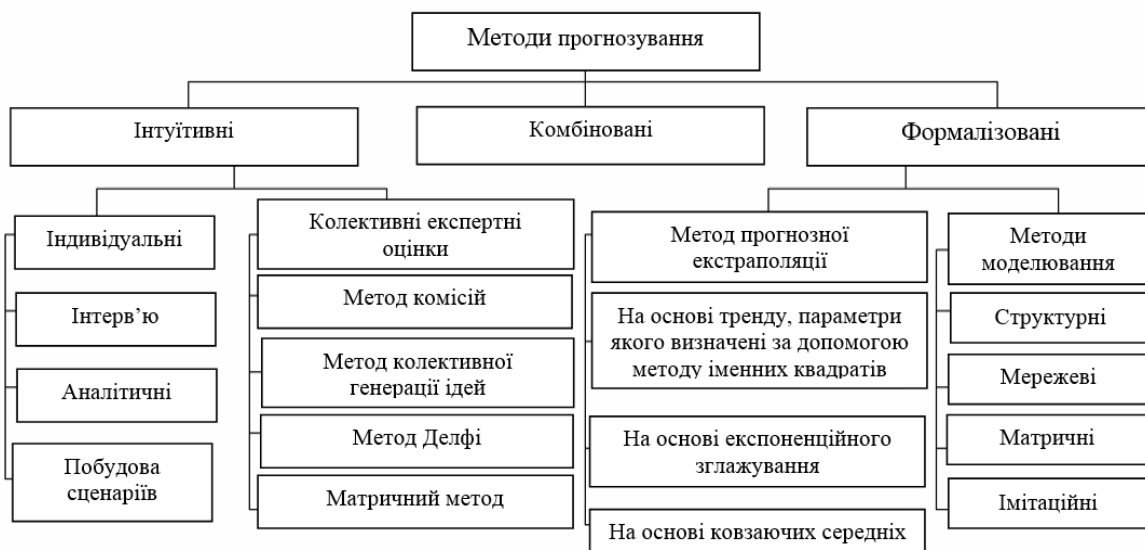 Методи прогнозування
Інтуїтивні
Комбіновані
Формалізовані
Індивідуальні
Інтерв’ю
Аналітичні
Побудова
сценаріїв
Колективні експертні
оцінки
Метод комісій
Метод колективної
генерації ідей
Метод Делфі
Матричний метод
Метод прогнозної
екстраполяції
На основі тренду, параметри
якого визначені за допомогою
методу іменних квадратів
На основі експоненційного
зглажування
На основі ковзаючих середніх
Методи
моделювання
Структурні
Мережеві
Матричні
Імітаційні